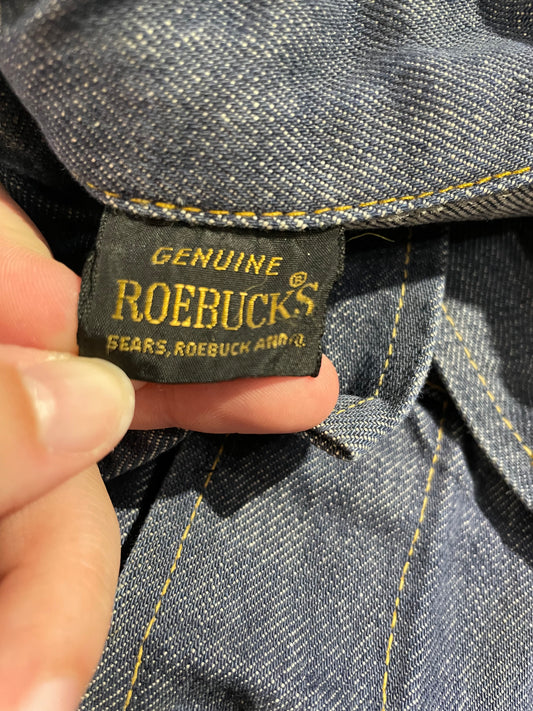 GENUINE
ROEBUCKS®
SEARS, ROEBUCK AND CO.